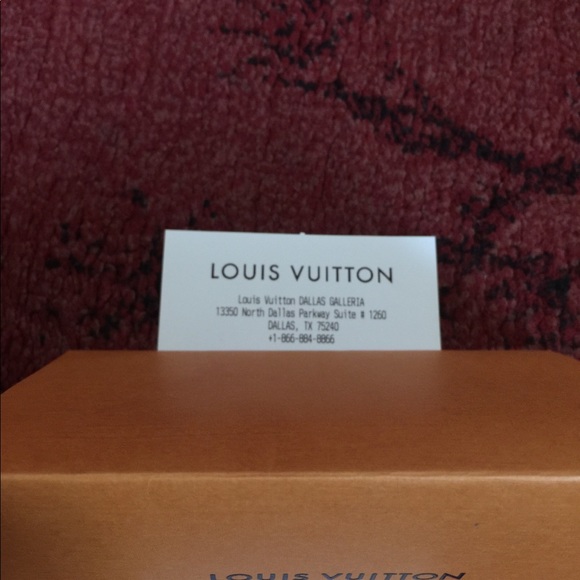 LOUIS VUITTON
Louis Vuitton DALLAS GALLERIA
13350 North Dallas Parkway Suite # 1260
DALLAS, TX 75240
+1-866-884-8866
LOUIS VUITTON